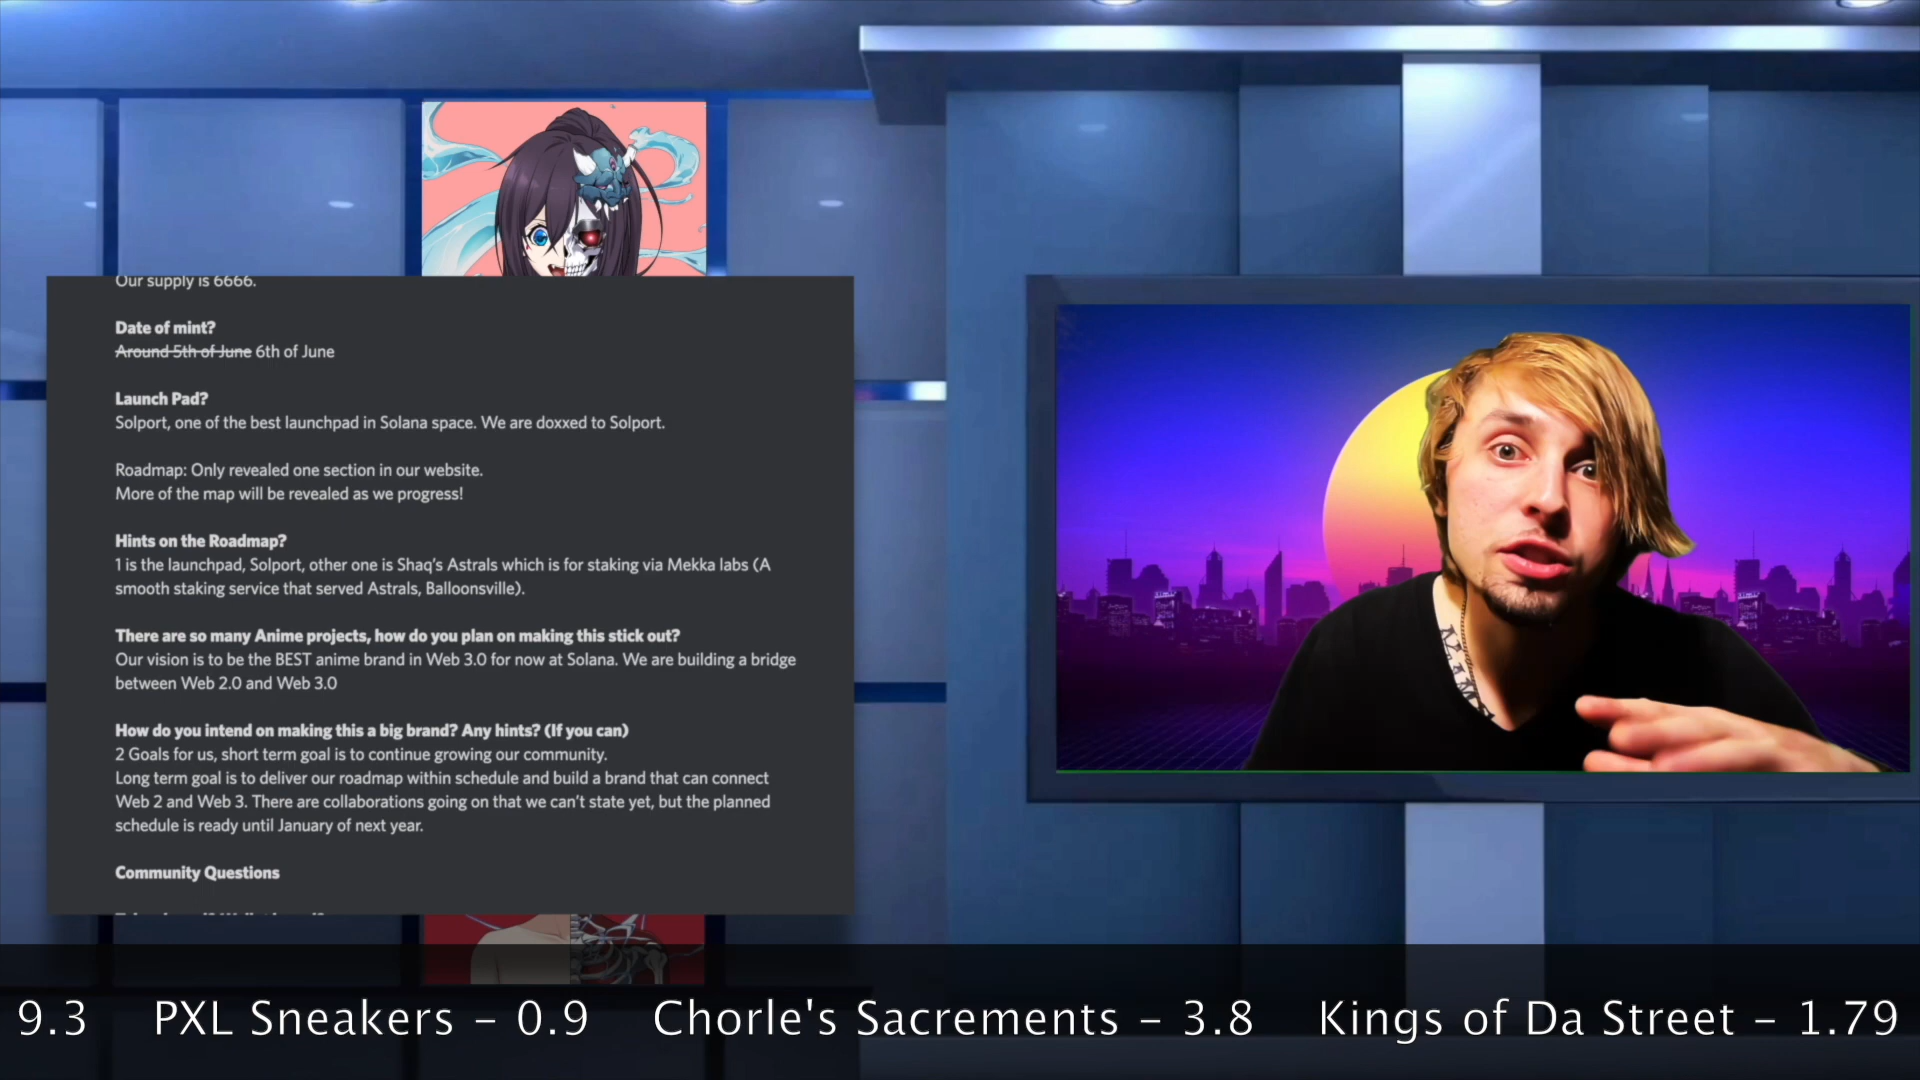 Our supply is 6666.
Date of mint?
Around 5th of June 6th of June
Launch Pad?
Solport, one of the best launchpad in Solana space. We are doxxed to Solport.
Roadmap: Only revealed one section in our website.
More of the map will be revealed as we progress!
Hints on the Roadmap?
1 is the launchpad, Solport, other one is Shaq's Astrals which is for staking via Mekka labs (A
smooth staking service that served Astrals, Balloonsville).
There are so many Anime projects, how do you plan on making this stick out?
Our vision is to be the BEST anime brand in Web 3.0 for now at Solana. We are building a bridge
between Web 2.0 and Web 3.0
How do you intend on making this a big brand? Any hints? (If you can)
2 Goals for us, short term goal is to continue growing our community.
Long term goal is to deliver our roadmap within schedule and build a brand that can connect
Web 2 and Web 3. There are collaborations going on that we can't state yet, but the planned
schedule is ready until January of next year.
Community Questions
9.3 PXL Sneakers – 0.9 Chorle's Sacrements – 3.8 Kings of Da Street – 1.79